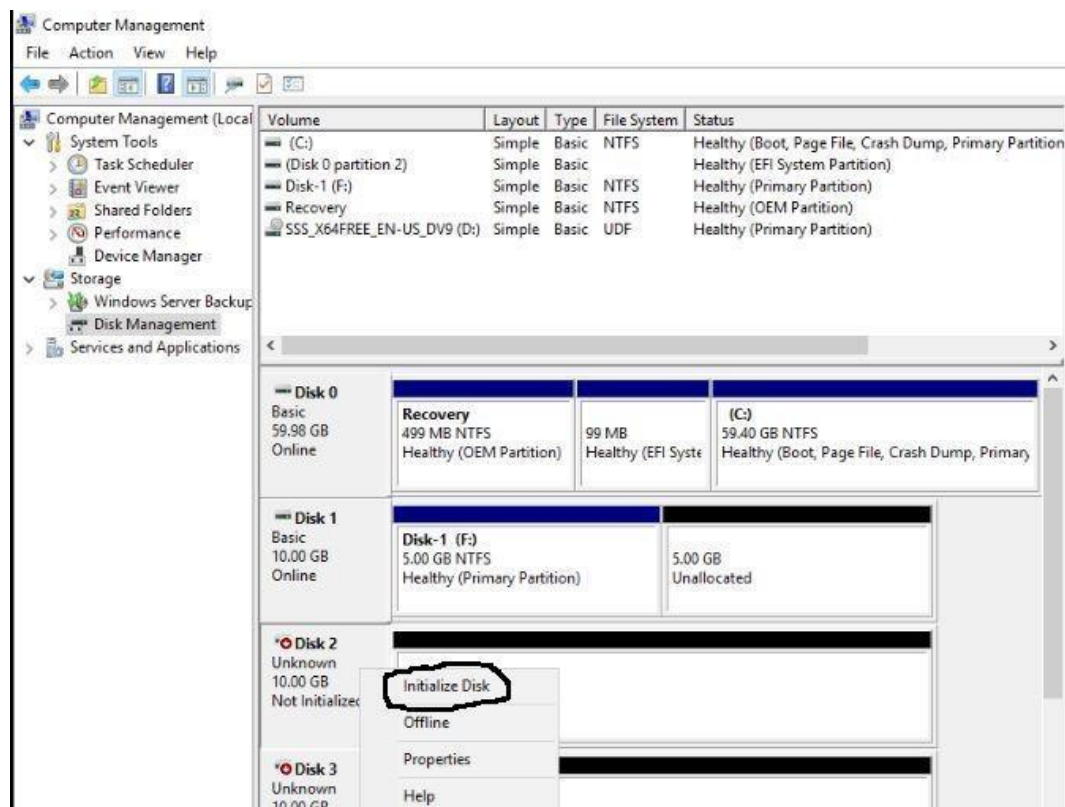 Computer Management
File Action View Help
Computer Management (Local
System Tools
Task Scheduler
Event Viewer
Shared Folders
Performance
Device Manager
Storage
Windows Server Backup
Disk Management
Services and Applications
Volume Layout Type File System Status
(C:) Simple Basic NTFS Healthy (Boot, Page File, Crash Dump, Primary Partition
(Disk 0 partition 2) Simple Basic Healthy (EFI System Partition)
Disk-1 (F:) Simple Basic NTFS Healthy (Primary Partition)
Recovery Simple Basic NTFS Healthy (OEM Partition)
SSS_X64FREE_EN-US_DV9 (D:) Simple Basic UDF Healthy (Primary Partition)
Disk 0
Basic
59.98 GB
Online
Recovery
499 MB NTFS
Healthy (OEM Partition)
99 MB
Healthy (EFI Syste
(C:)
59.40 GB NTFS
Healthy (Boot, Page File, Crash Dump, Primary
Disk 1
Basic
10.00 GB
Online
Disk-1 (F:)
5.00 GB NTFS
Healthy (Primary Partition)
5.00 GB
Unallocated
Disk 2
Unknown
10.00 GB
Not Initialized
Initialize Disk
Offline
Properties
Help
Disk 3
Unknown
10.00 GB